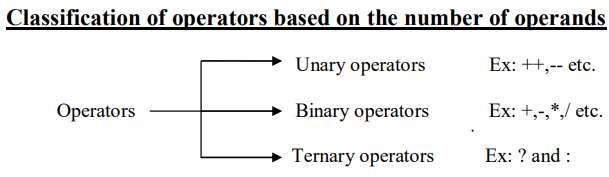 Classification of operators based on the number of operands
Unary operators Ex: ++,-- etc.
Operators Binary operators Ex: +,-,*,/ etc.
Ternary operators Ex: ? and :